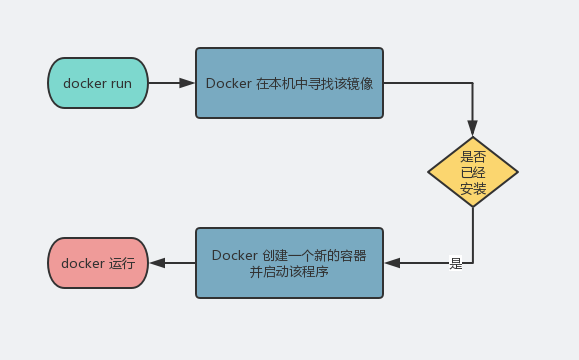 docker run
Docker 在本机中寻找该镜像
是否
已经
安装
是
Docker 创建一个新的容器
并启动该程序
docker 运行